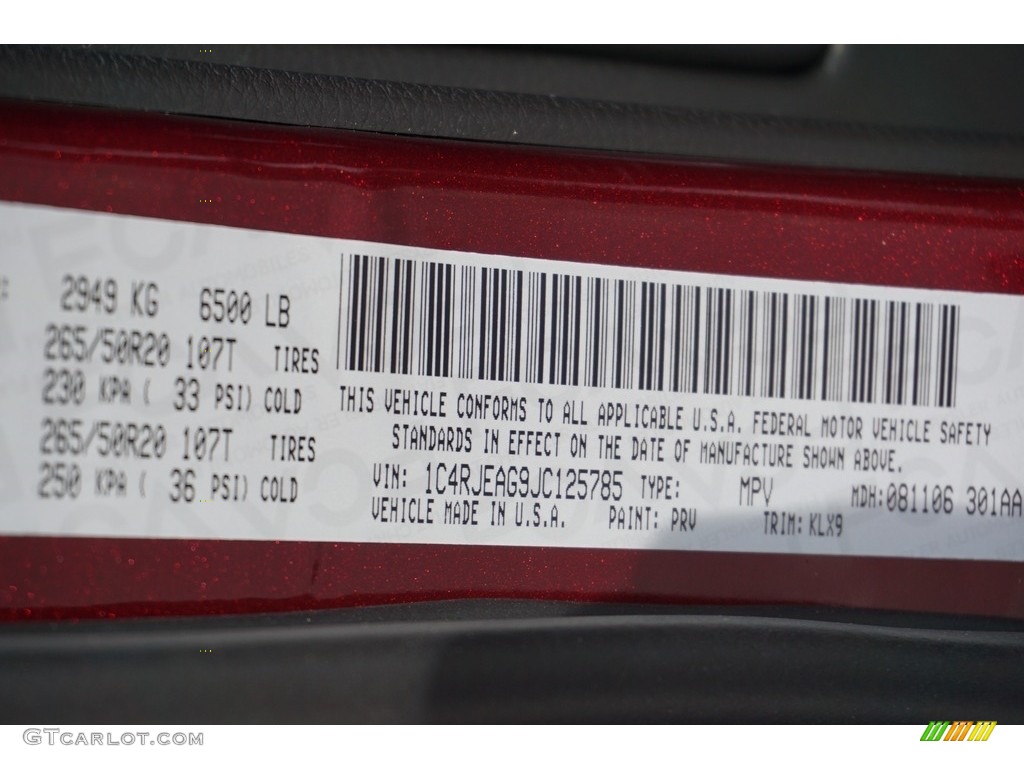 2949 KG 6500 LB
265/50R20 107T TIRES
230 KPA ( 33 PSI) COLD
265/50R20 107T TIRES
250 KPA ( 36 PSI) COLD
THIS VEHICLE CONFORMS TO ALL APPLICABLE U.S.A. FEDERAL MOTOR VEHICLE SAFETY
STANDARDS IN EFFECT ON THE DATE OF MANUFACTURE SHOWN ABOVE.
VIN: 1C4RJEAG9JC125785 TYPE: MPV MDH:081106 301AA
VEHICLE MADE IN U.S.A. PAINT: PRV TRIM: KLX9
GTCarlot.com